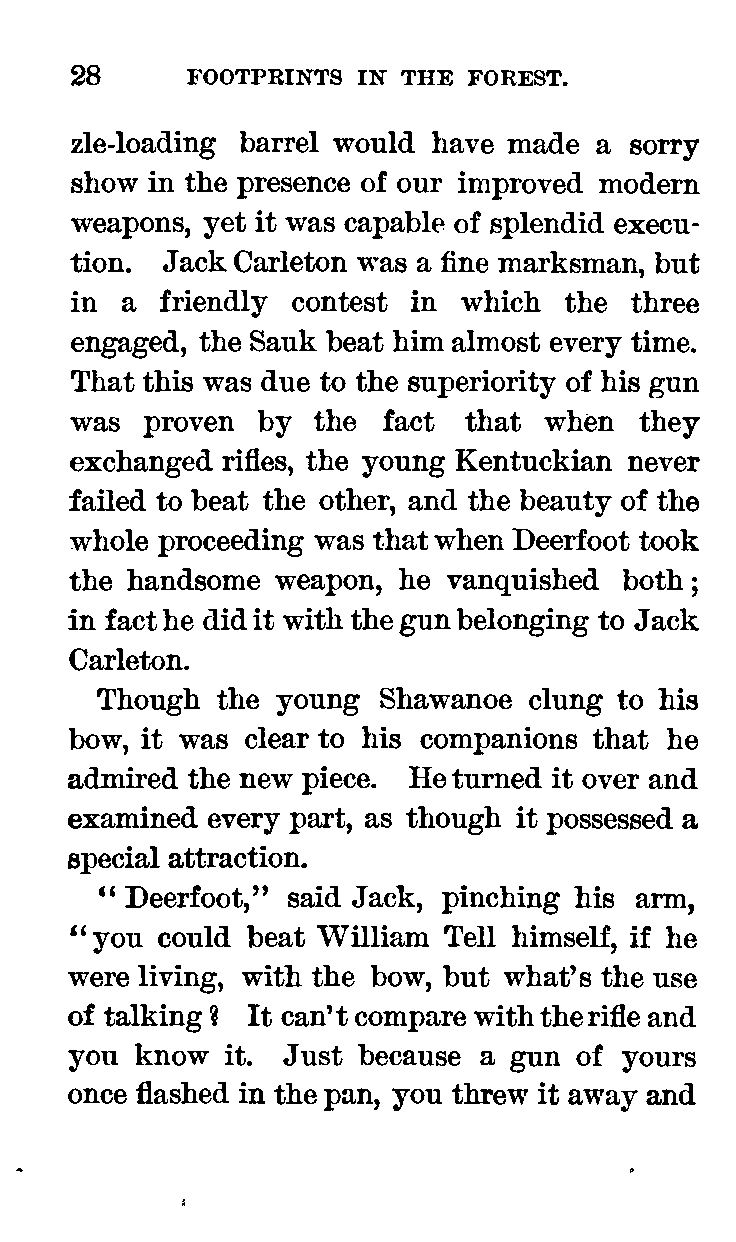 28 FOOTPRINTS IN THE FOREST.
zle-loading barrel would have made a sorry
show in the presence of our improved modern
weapons, yet it was capable of splendid execu-
tion. Jack Carleton was a fine marksman, but
in a friendly contest in which the three
engaged, the Sauk beat him almost every time.
That this was due to the superiority of his gun
was proven by the fact that when they
exchanged rifles, the young Kentuckian never
failed to beat the other, and the beauty of the
whole proceeding was that when Deerfoot took
the handsome weapon, he vanquished both;
in fact he did it with the gun belonging to Jack
Carleton.
Though the young Shawanoe clung to his
bow, it was clear to his companions that he
admired the new piece. He turned it over and
examined every part, as though it possessed a
special attraction.
"Deerfoot," said Jack, pinching his arm,
"you could beat William Tell himself, if he
were living, with the bow, but what's the use
of talking? It can't compare with the rifle and
you know it. Just because a gun of yours
once flashed in the pan, you threw it away and